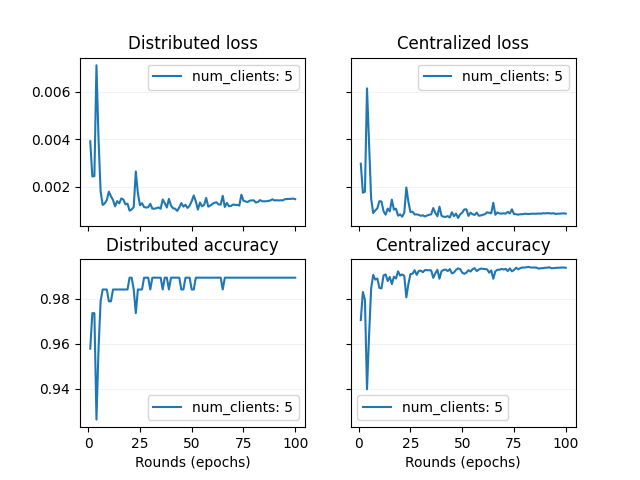 Distributed loss
Centralized loss
num_clients: 5
num_clients: 5
0.006
0.004
0.002
Distributed accuracy
Centralized accuracy
0.98
0.96
0.94
num_clients: 5
num_clients: 5
0 25 50 75 100
0 25 50 75 100
Rounds (epochs)
Rounds (epochs)